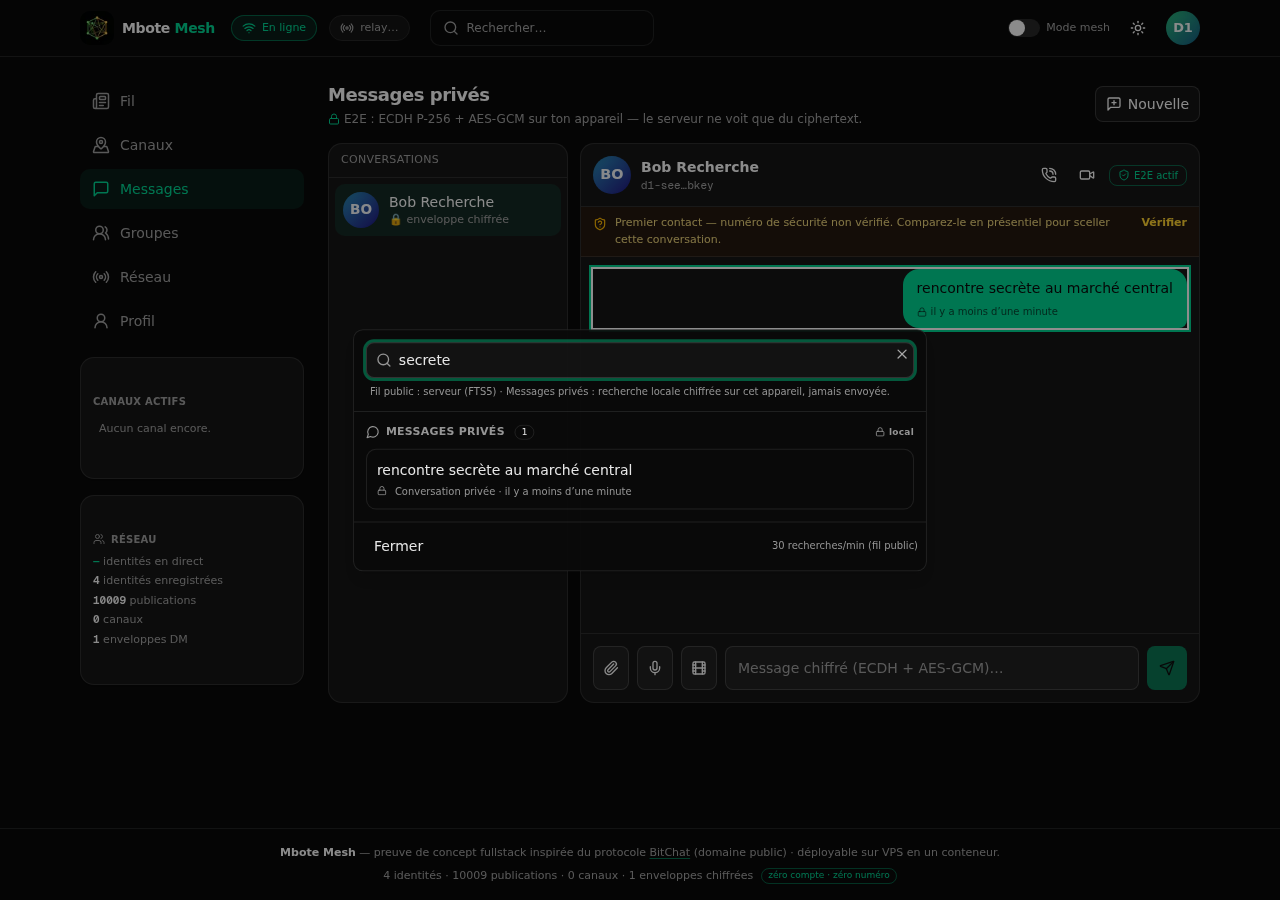 Mbote Mesh
En ligne
relay…
Rechercher…
Mode mesh
D1
Fil
Canaux
Messages
Groupes
Réseau
Profil
CANAUX ACTIFS
Aucun canal encore.
RÉSEAU
– identités en direct
4 identités enregistrées
10009 publications
0 canaux
1 enveloppes DM
Messages privés
E2E : ECDH P-256 + AES-GCM sur ton appareil — le serveur ne voit que du ciphertext.
Nouvelle
CONVERSATIONS
BO
Bob Recherche
enveloppe chiffrée
BO
Bob Recherche
d1-see…bkey
E2E actif
Premier contact — numéro de sécurité non vérifié. Comparez-le en présentiel pour sceller
cette conversation.
Vérifier
rencontre secrète au marché central
il y a moins d’une minute
secrete
Fil public : serveur (FTS5) · Messages privés : recherche locale chiffrée sur cet appareil, jamais envoyée.
MESSAGES PRIVÉS 1
local
rencontre secrète au marché central
Conversation privée · il y a moins d’une minute
Fermer
30 recherches/min (fil public)
Message chiffré (ECDH + AES-GCM)…
Mbote Mesh — preuve de concept fullstack inspirée du protocole BitChat (domaine public) · déployable sur VPS en un conteneur.
4 identités · 10009 publications · 0 canaux · 1 enveloppes chiffrées
zéro compte · zéro numéro